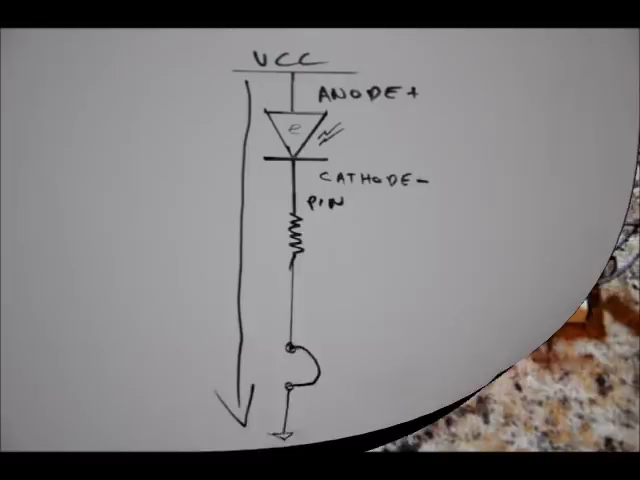 VCC
ANODE+
e
CATHODE-
PIN